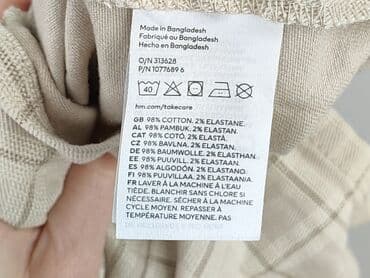 Made in Bangladesh
Fabriqué au Bangladesh
Hecho en Bangladesh
O/N 313628
P/N 1077689 6
40
hm.com/takecare
GB 98% COTTON, 2% ELASTANE.
AL 98% PAMBUK, 2% ELASTAN.
CAT 98% COTÓ, 2% ELASTÀ.
CZ 98% BAVLNA, 2% ELASTAN.
DE 98% BAUMWOLLE, 2% ELASTHAN.
EE 98% PUUVILL, 2% ELASTAAN.
ES 98% ALGODÓN, 2% ELASTANO.
FI 98% PUUVILLAA, 2% ELASTAANIA.
FR LAVER À LA MACHINE À L'EAU
TIÈDE. BLANCHIR SANS CHLORE SI
NÉCESSAIRE. SÉCHER À LA MACHINE
CYCLE MOYEN. REPASSER À
TEMPÉRATURE MOYENNE. PAS